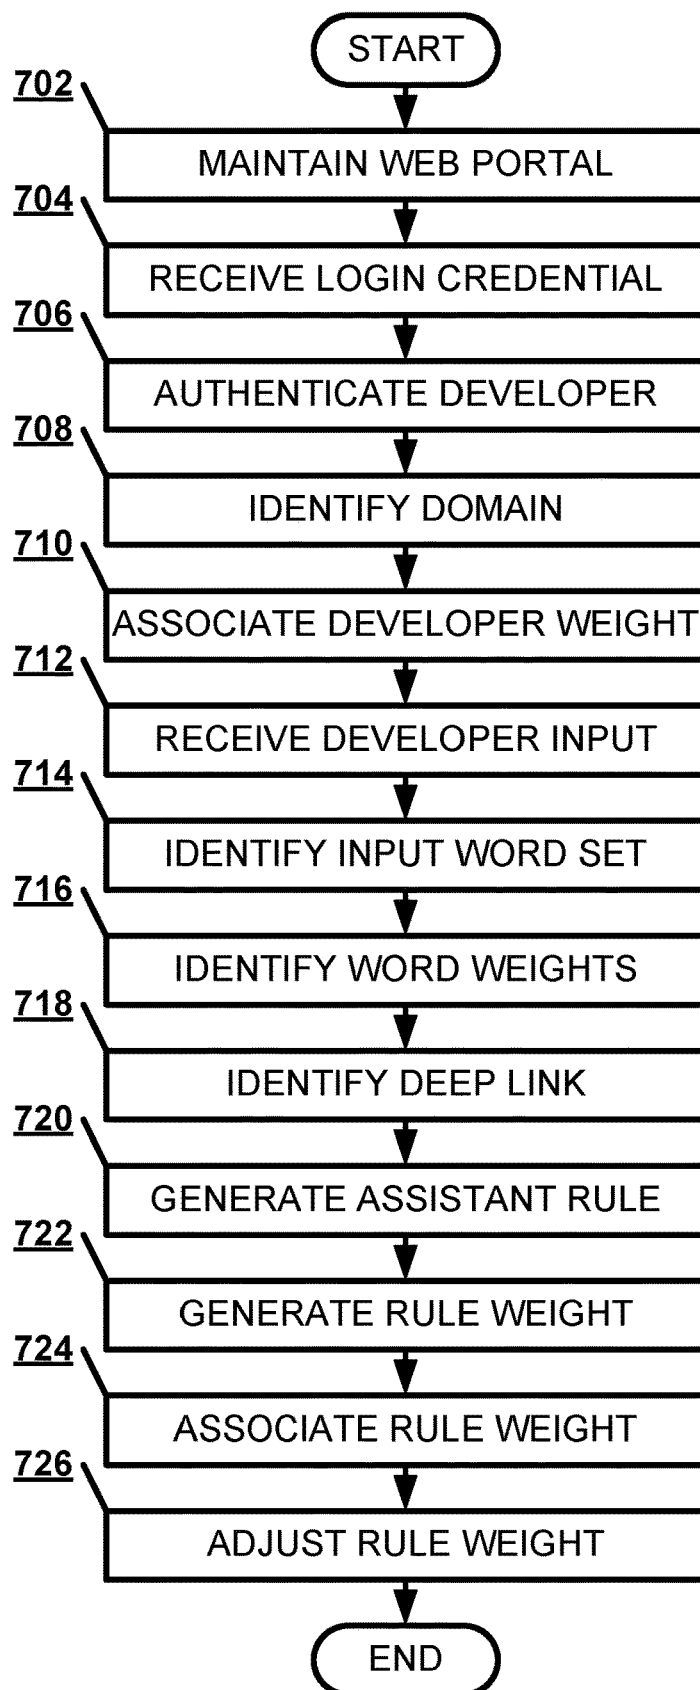 START
702
MAINTAIN WEB PORTAL
704
RECEIVE LOGIN CREDENTIAL
706
AUTHENTICATE DEVELOPER
708
IDENTIFY DOMAIN
710
ASSOCIATE DEVELOPER WEIGHT
712
RECEIVE DEVELOPER INPUT
714
IDENTIFY INPUT WORD SET
716
IDENTIFY WORD WEIGHTS
718
IDENTIFY DEEP LINK
720
GENERATE ASSISTANT RULE
722
GENERATE RULE WEIGHT
724
ASSOCIATE RULE WEIGHT
726
ADJUST RULE WEIGHT
END